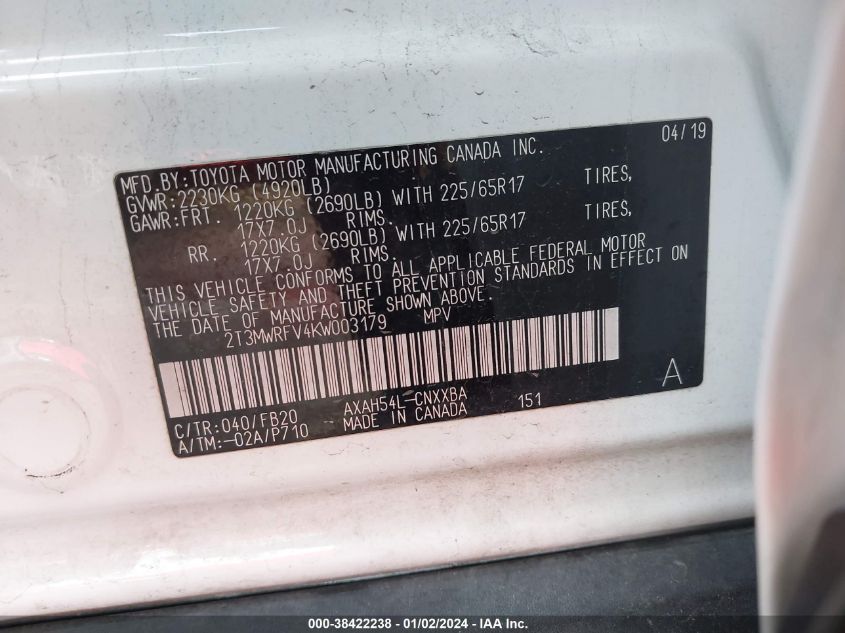 04/19
MFD.BY:TOYOTA MOTOR MANUFACTURING CANADA INC.
GVWR:2230KG (4920LB)
GAWR:FRT. 1220KG (2690LB) WITH 225/65R17 TIRES,
17X7.0J RIMS.
RR. 1220KG (2690LB) WITH 225/65R17 TIRES,
17X7.0J RIMS.
THIS VEHICLE CONFORMS TO ALL APPLICABLE FEDERAL MOTOR
VEHICLE SAFETY AND THEFT PREVENTION STANDARDS IN EFFECT ON
THE DATE OF MANUFACTURE SHOWN ABOVE.
2T3MWRFV4KW003179 MPV
A
C/TR:040/FB20 AXAH54L-CNXXBA 151
A/TM:-02A/P710 MADE IN CANADA
000-38422238 - 01/02/2024 - IAA Inc.